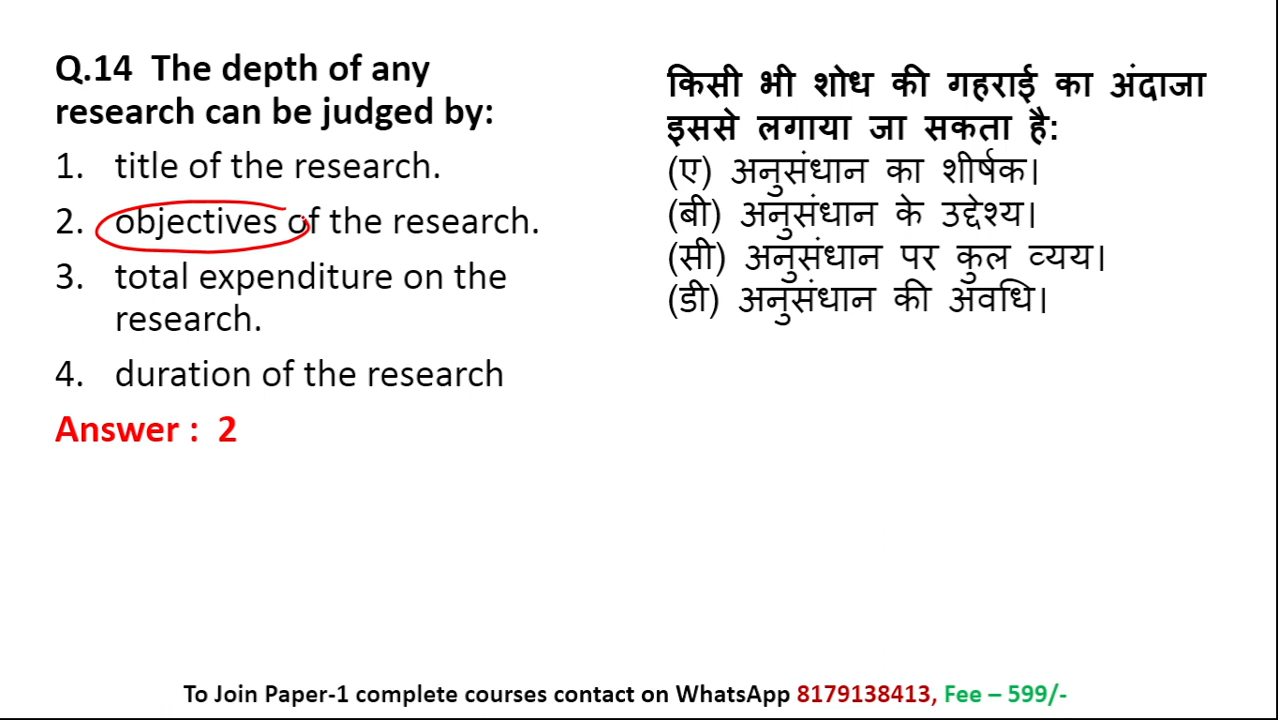 Q.14 The depth of any
research can be judged by:
1. title of the research.
2. objectives of the research.
3. total expenditure on the
research.
4. duration of the research
Answer : 2
किसी भी शोध की गहराई का अंदाजा
इससे लगाया जा सकता है:
(ए) अनुसंधान का शीर्षक।
(बी) अनुसंधान के उद्देश्य।
(सी) अनुसंधान पर कुल व्यय।
(डी) अनुसंधान की अवधि।
To Join Paper-1 complete courses contact on WhatsApp 8179138413, Fee – 599/-